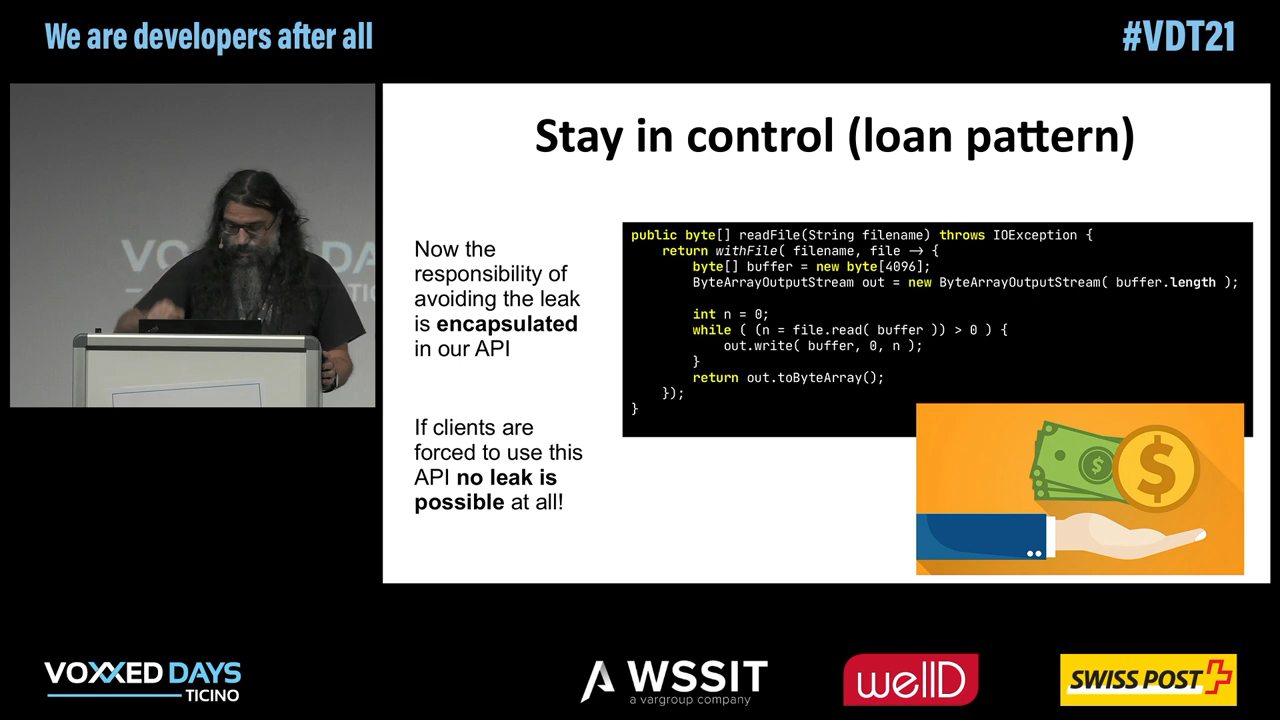 We are developers after all
#VDT21
Stay in control (loan pattern)
Now the
responsibility of
avoiding the leak
is encapsulated
in our API
If clients are
forced to use this
API no leak is
possible at all!
public byte[] readFile(String filename) throws IOException {
    return withFile( filename, file -> {
        byte[] buffer = new byte[4096];
        ByteArrayOutputStream out = new ByteArrayOutputStream( buffer.length );
        int n = 0;
        while ( (n = file.read( buffer )) > 0 ) {
            out.write( buffer, 0, n );
        }
        return out.toByteArray();
    });
}
$
$
VOXXED DAYS
TICINO
WSSIT
a vargroup company
wellD
SWISS POST